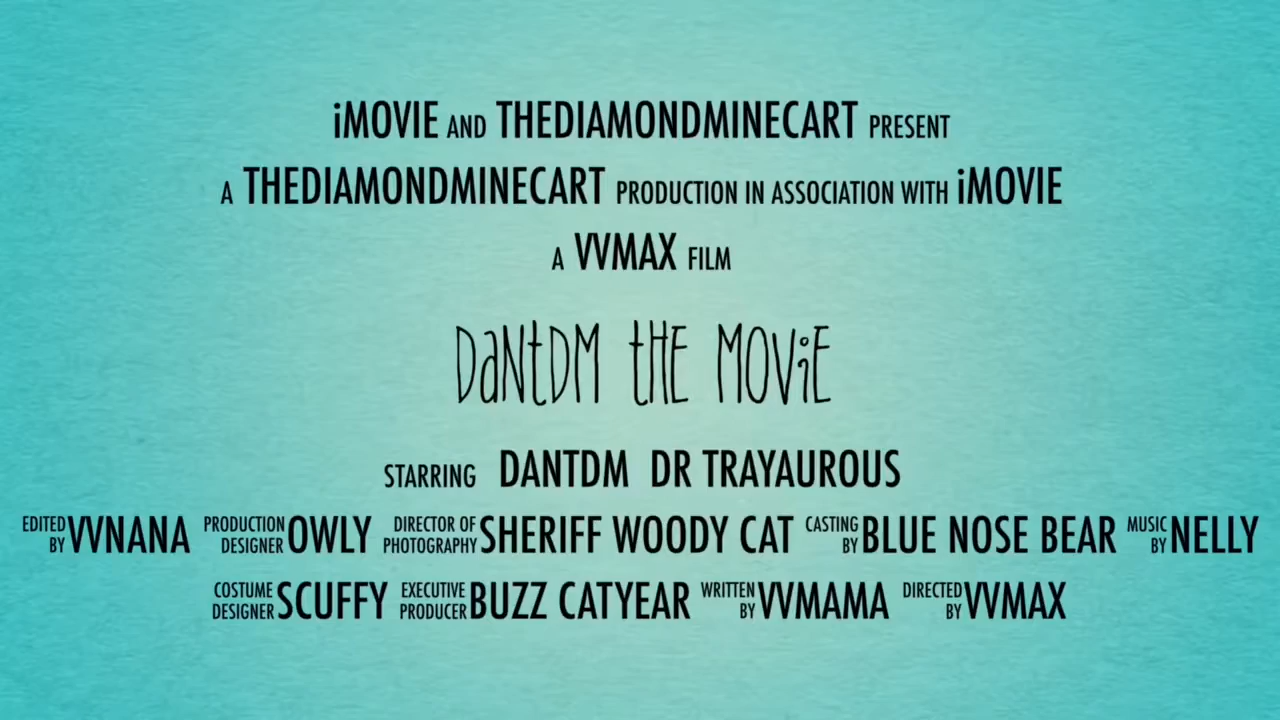 iMOVIE AND THEDIAMONDMINECART PRESENT
A THEDIAMONDMINECART PRODUCTION IN ASSOCIATION WITH iMOVIE
A VVMAX FILM
DaNtDM tHE MOViE
STARRING DANTDM DR TRAYAUROUS
EDITED BY VVNANA PRODUCTION DESIGNER OWLY DIRECTOR OF PHOTOGRAPHY SHERIFF WOODY CAT CASTING BY BLUE NOSE BEAR MUSIC BY NELLY
COSTUME DESIGNER SCUFFY EXECUTIVE PRODUCER BUZZ CATYEAR WRITTEN BY VVMAMA DIRECTED BY VVMAX